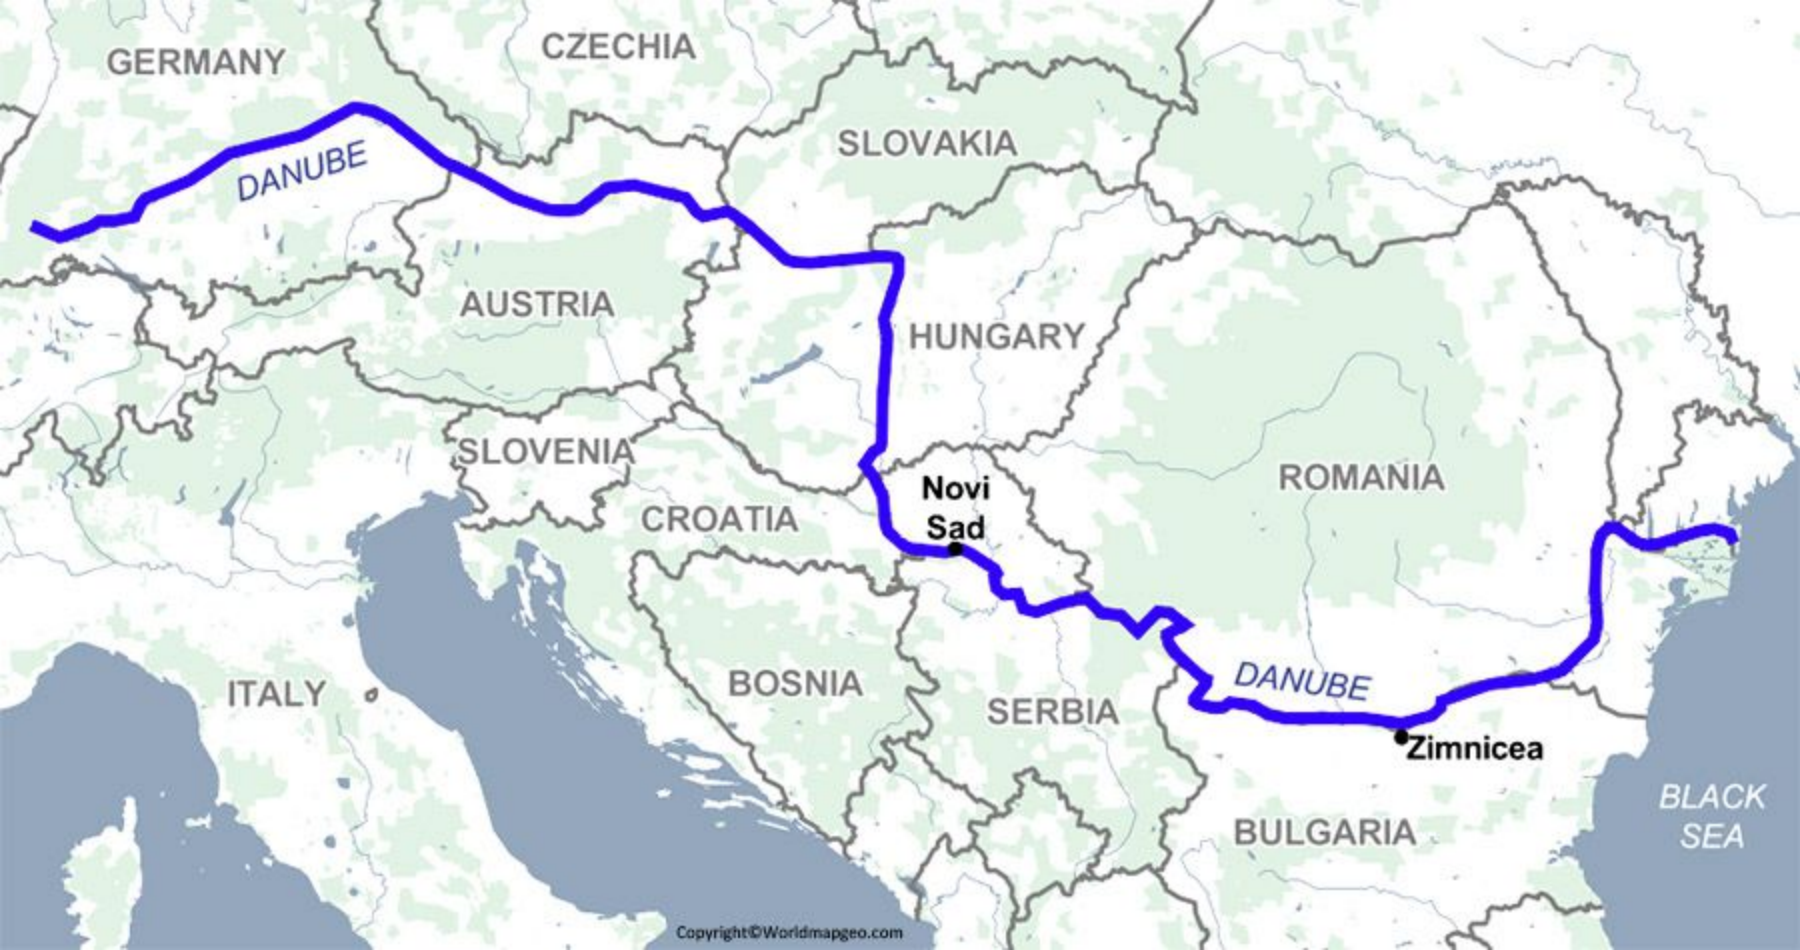 GERMANY
CZECHIA
SLOVAKIA
DANUBE
AUSTRIA
HUNGARY
SLOVENIA
ROMANIA
Novi
Sad
CROATIA
BOSNIA
ITALY
SERBIA
DANUBE
Zimnicea
BLACK
SEA
BULGARIA
Copyright©Worldmapgeo.com